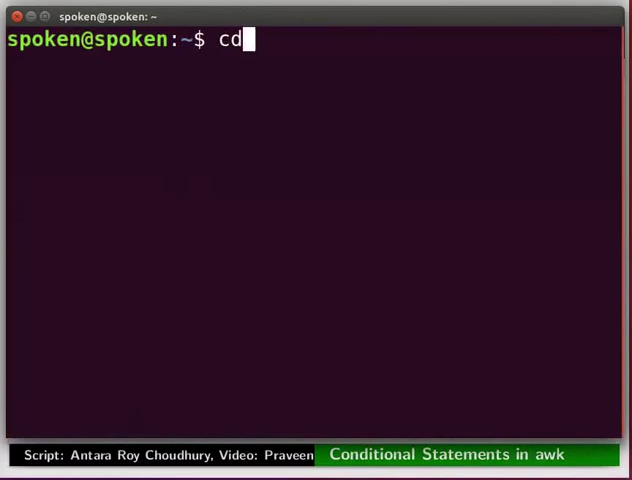 spoken@spoken: ~
spoken@spoken:~$ cd
Script: Antara Roy Choudhury, Video: Praveen
Conditional Statements in awk